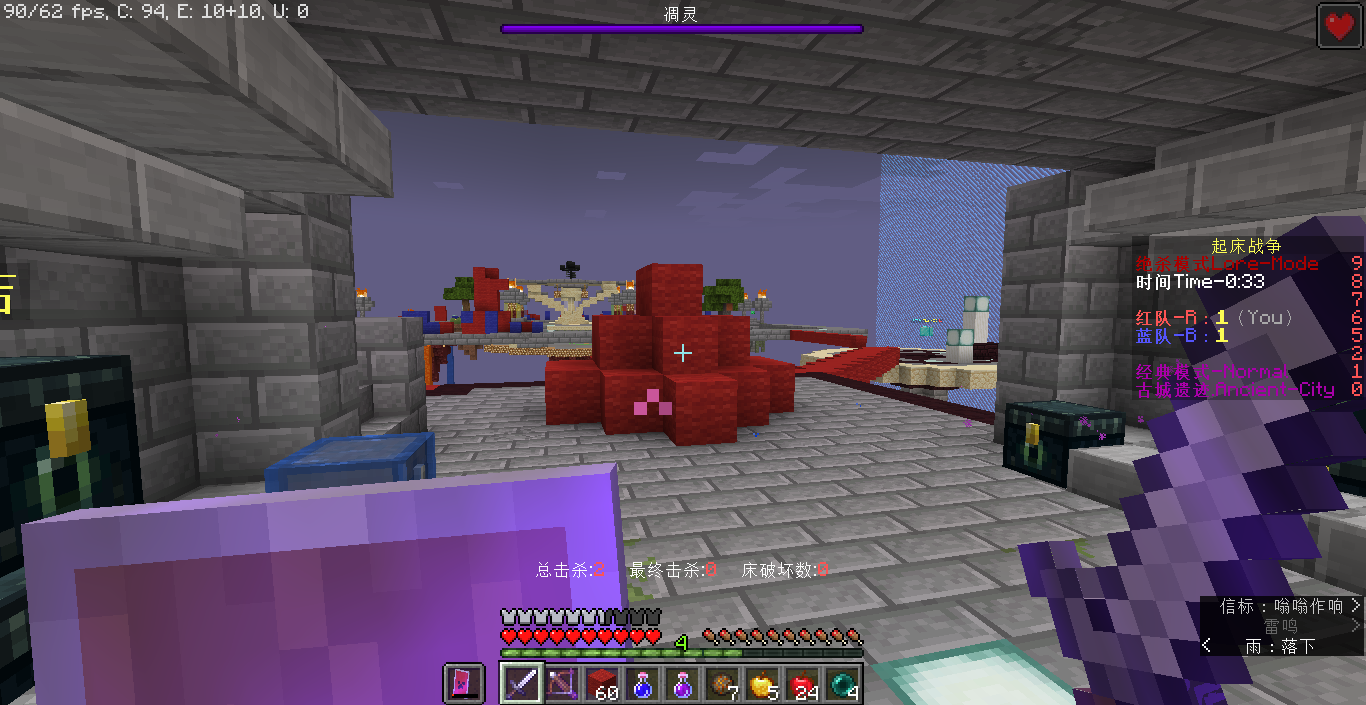 90/62 fps, C: 94, E: 10+10, U: 0
凋灵
石
起床战争
绝杀模式Lore-Mode 9
时间Time-0:33 8
7
红队-R : 1 (You) 6
蓝队-B : 1 5
2
经典模式-Normal 1
古城遗迹Ancient-City 0
总击杀:2 最终击杀:0 床破坏数:0
信标：嗡嗡作响 >
雷鸣 >
< 雨：落下
4
60 7 5 24 4